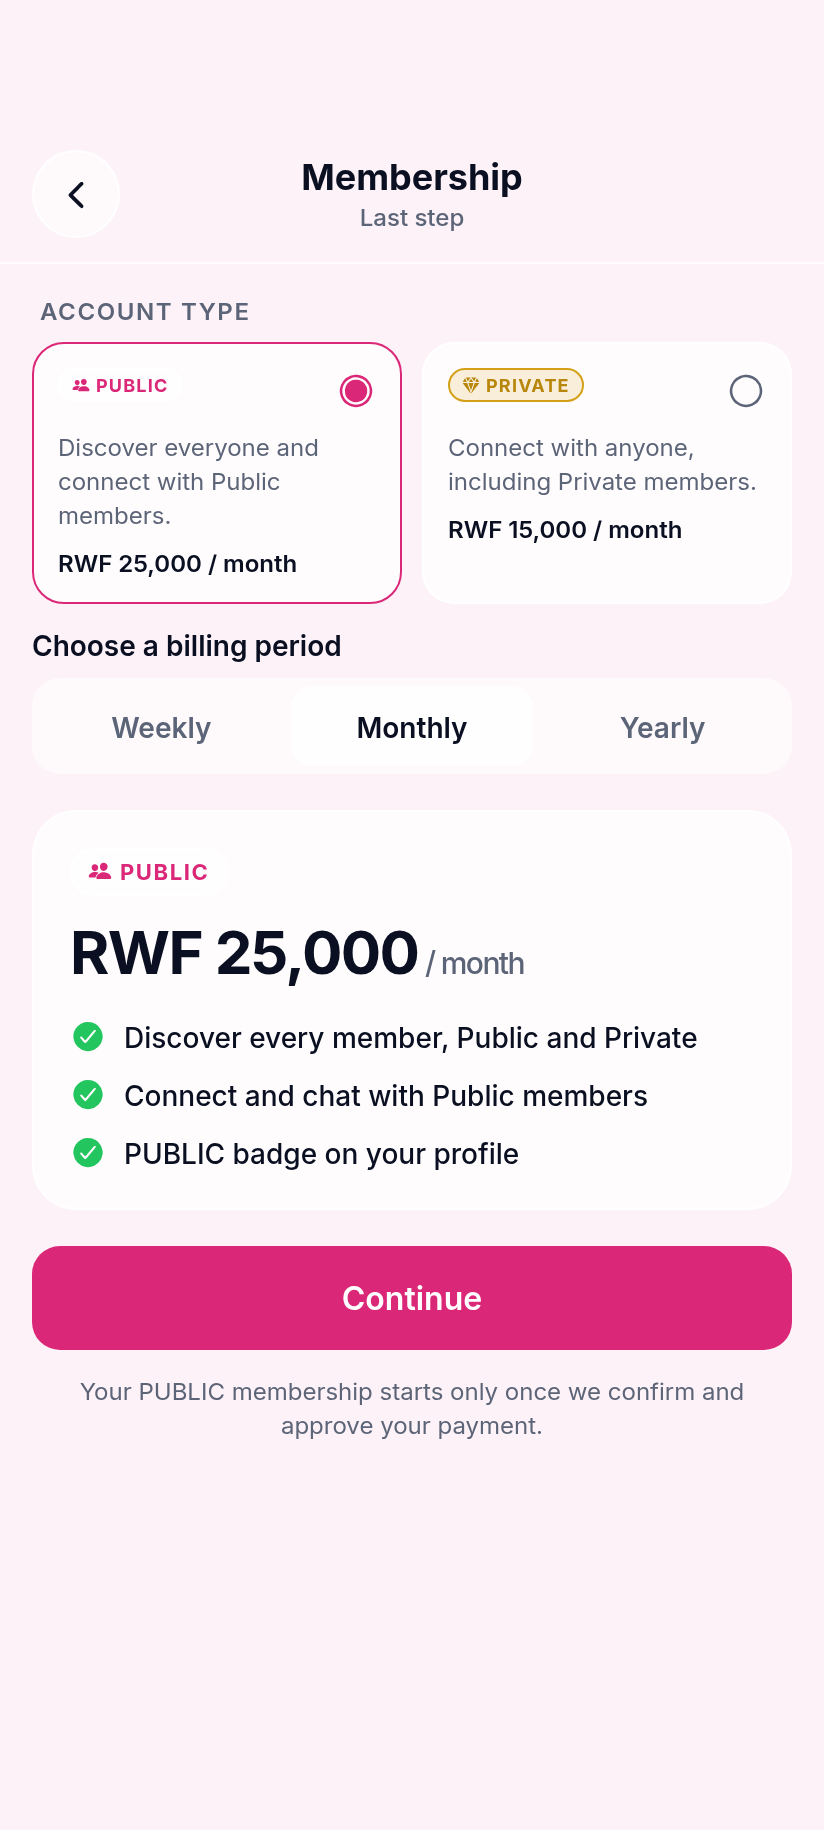 Membership
Last step
ACCOUNT TYPE
PUBLIC
Discover everyone and
connect with Public
members.
RWF 25,000 / month
PRIVATE
Connect with anyone,
including Private members.
RWF 15,000 / month
Choose a billing period
Weekly
Monthly
Yearly
PUBLIC
RWF 25,000 / month
Discover every member, Public and Private
Connect and chat with Public members
PUBLIC badge on your profile
Continue
Your PUBLIC membership starts only once we confirm and
approve your payment.